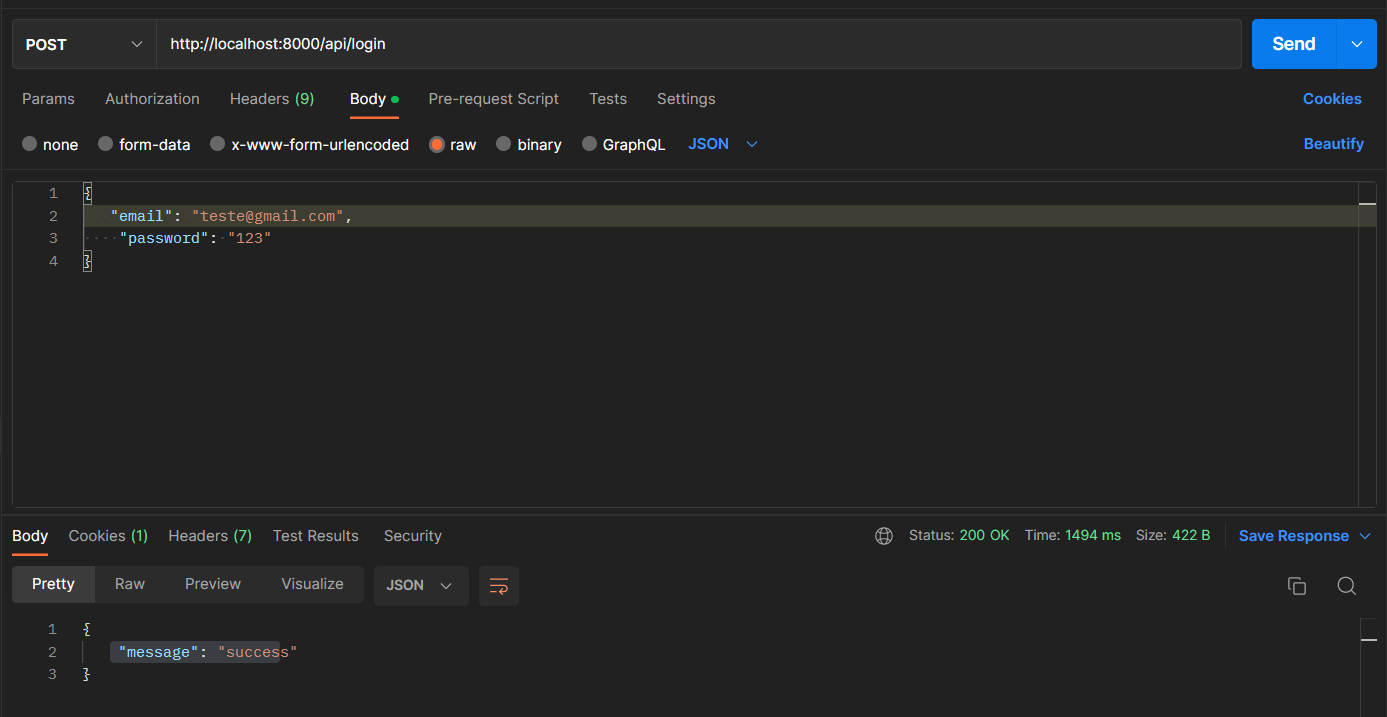 POST http://localhost:8000/api/login Send
Params Authorization Headers (9) Body Pre-request Script Tests Settings Cookies
none form-data x-www-form-urlencoded raw binary GraphQL JSON Beautify
1 {
2 "email": "teste@gmail.com",
3 ····"password":·"123"
4 }
Body Cookies (1) Headers (7) Test Results Security Status: 200 OK Time: 1494 ms Size: 422 B Save Response
Pretty Raw Preview Visualize JSON
1 {
2 "message": "success"
3 }